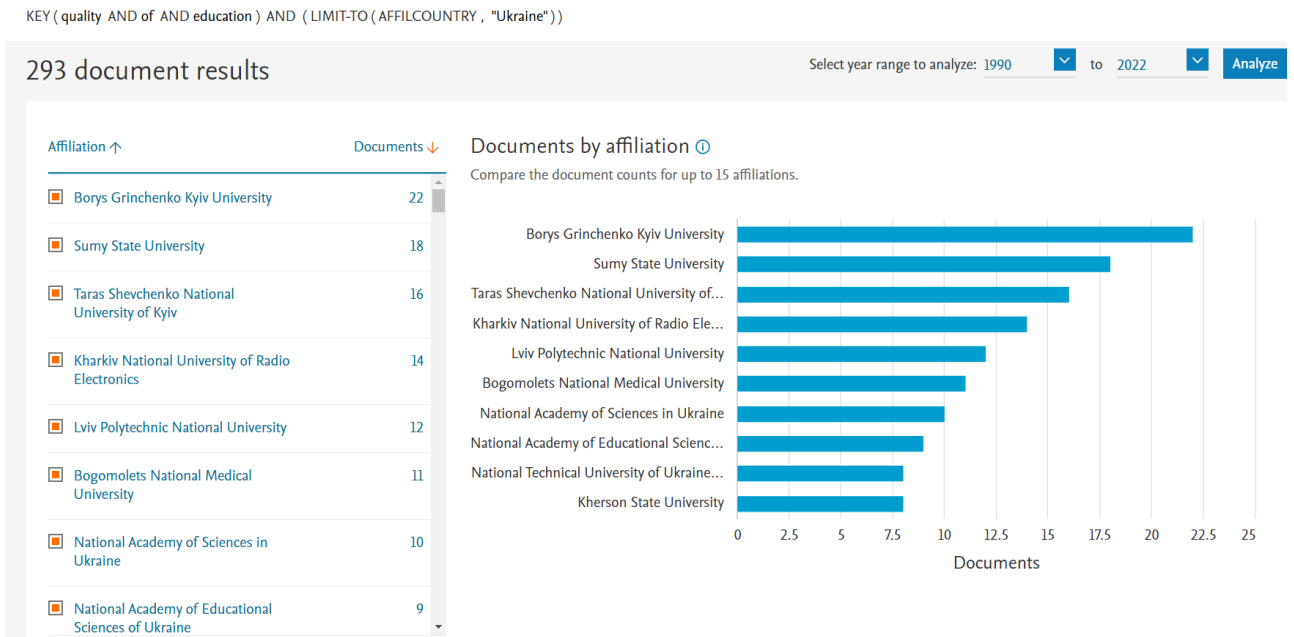 KEY ( quality AND of AND education ) AND ( LIMIT-TO ( AFFILCOUNTRY , "Ukraine" ) )
293 document results
Select year range to analyze: 1990 to 2022 Analyze
Affiliation Documents
Borys Grinchenko Kyiv University 22
Sumy State University 18
Taras Shevchenko National 16
University of Kyiv
Kharkiv National University of Radio 14
Electronics
Lviv Polytechnic National University 12
Bogomolets National Medical 11
University
National Academy of Sciences in 10
Ukraine
National Academy of Educational 9
Sciences of Ukraine
Documents by affiliation
Compare the document counts for up to 15 affiliations.
Borys Grinchenko Kyiv University
Sumy State University
Taras Shevchenko National University of...
Kharkiv National University of Radio Ele...
Lviv Polytechnic National University
Bogomolets National Medical University
National Academy of Sciences in Ukraine
National Academy of Educational Scienc...
National Technical University of Ukraine...
Kherson State University
0 2.5 5 7.5 10 12.5 15 17.5 20 22.5 25
Documents